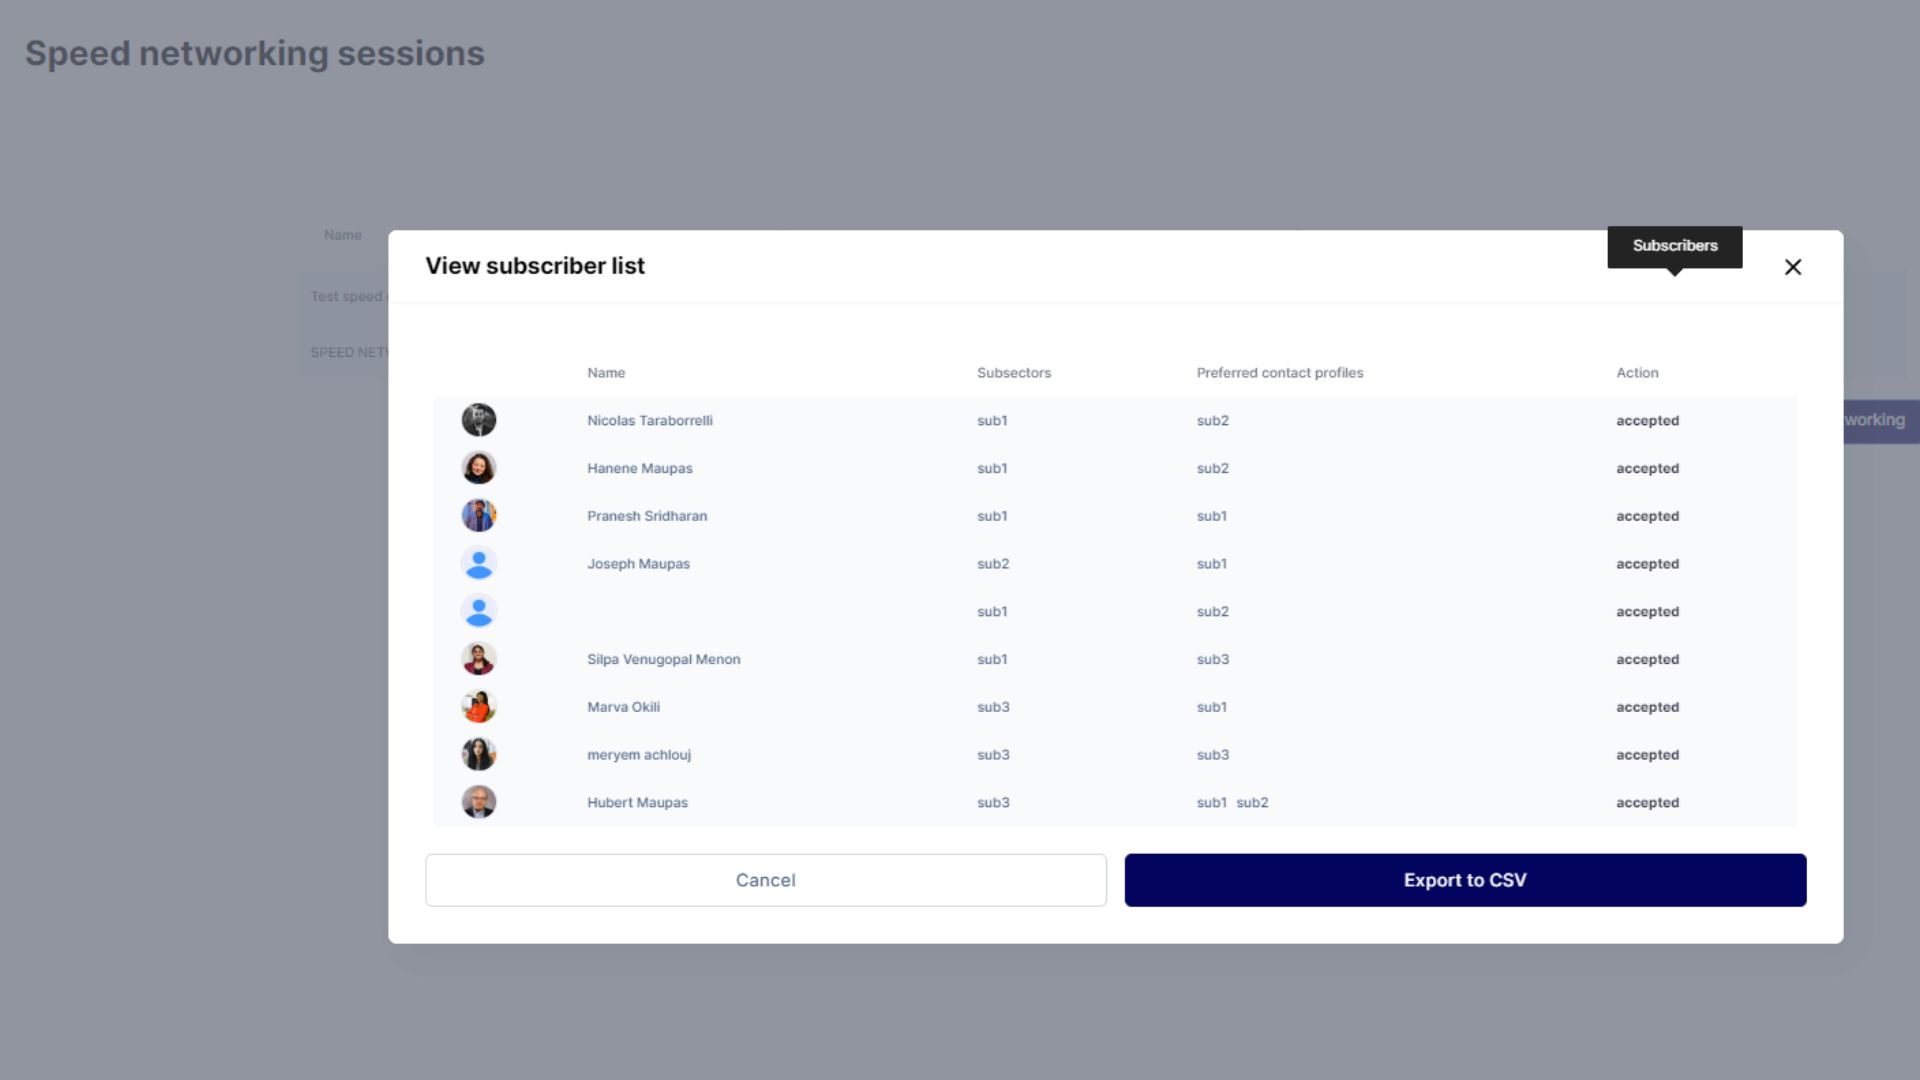 Speed networking sessions
Name
View subscriber list
Subscribers
Test speed
SPEED NETW
Name Subsectors Preferred contact profiles Action
Nicolas Taraborrelli sub1 sub2 accepted
working
Hanene Maupas sub1 sub2 accepted
Pranesh Sridharan sub1 sub1 accepted
Joseph Maupas sub2 sub1 accepted
sub1 sub2 accepted
Silpa Venugopal Menon sub1 sub3 accepted
Marva Okili sub3 sub1 accepted
meryem achlouj sub3 sub3 accepted
Hubert Maupas sub3 sub1 sub2 accepted
Cancel Export to CSV